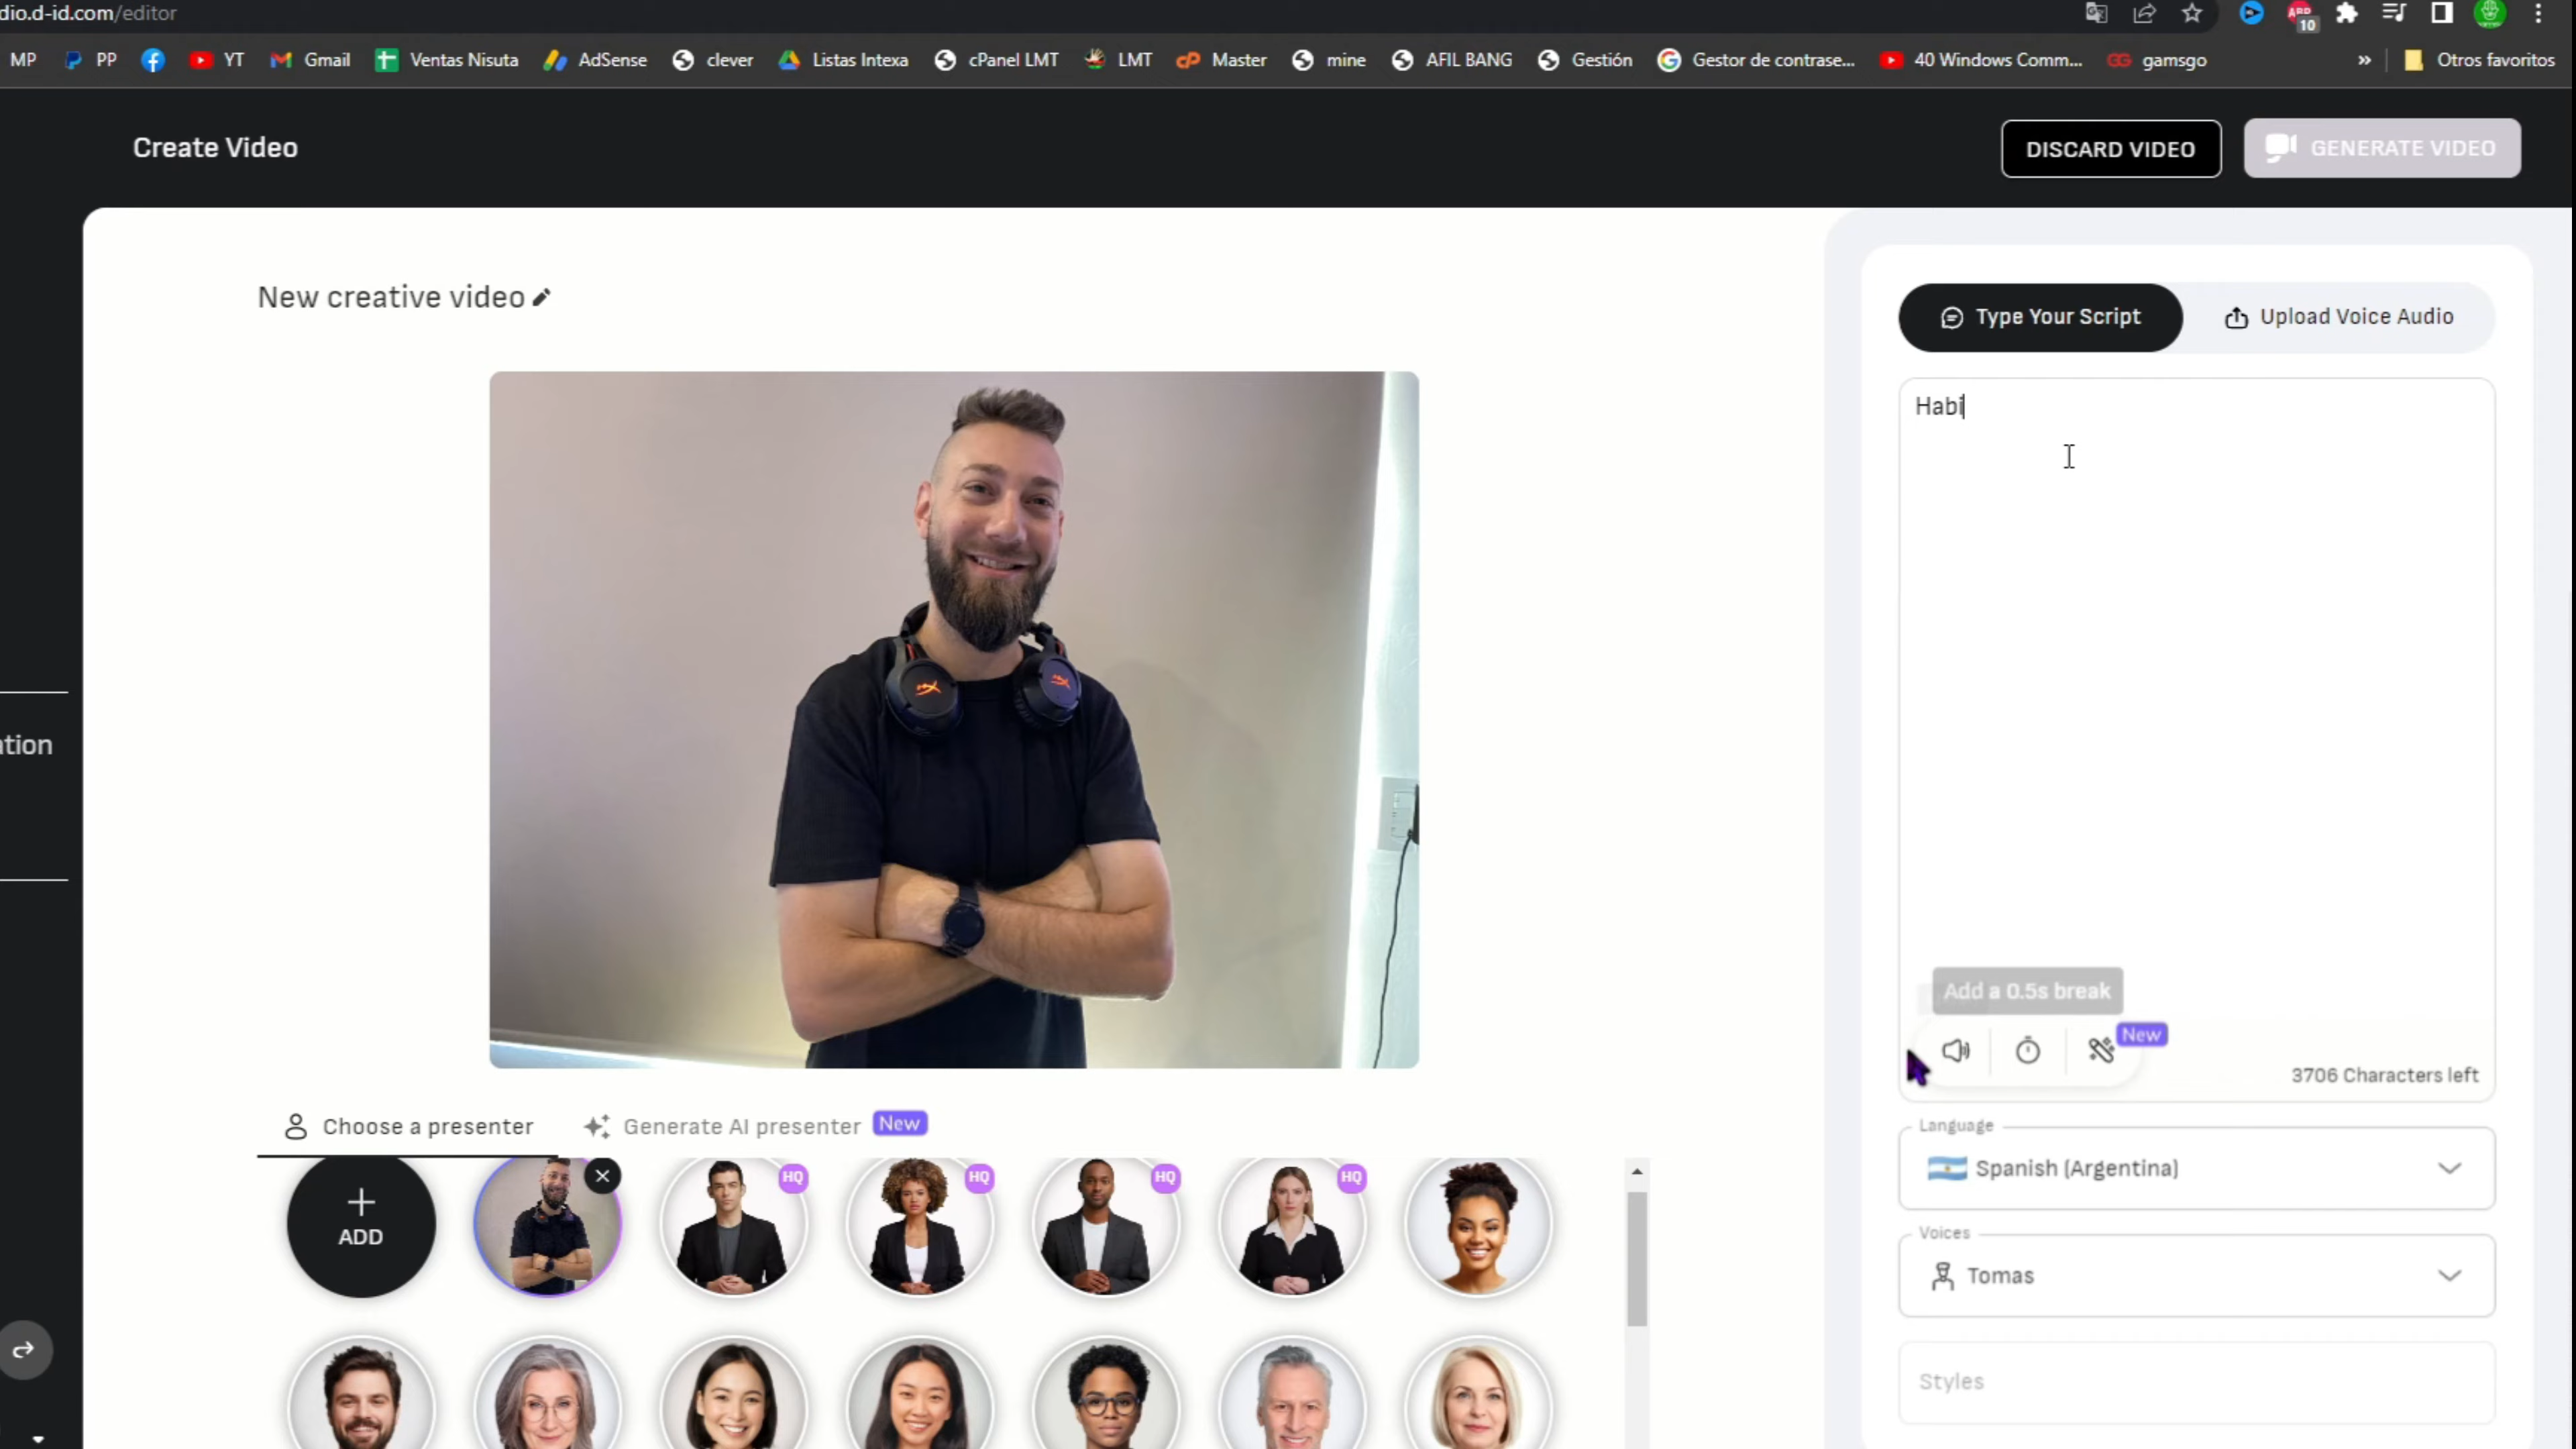 dio.d-id.com/editor
10
MP PP YT Gmail Ventas Nisuta AdSense clever Listas Intexa cPanel LMT LMT Master mine AFIL BANG Gestión Gestor de contrase... 40 Windows Comm... gamsgo » Otros favoritos
Create Video
DISCARD VIDEO
GENERATE VIDEO
New creative video
Type Your Script
Upload Voice Audio
Habi
Add a 0.5s break
New
3706 Characters left
ation
Choose a presenter
Generate AI presenter
New
Language
Spanish (Argentina)
ADD
HQ
HQ
HQ
HQ
Voices
Tomas
Styles